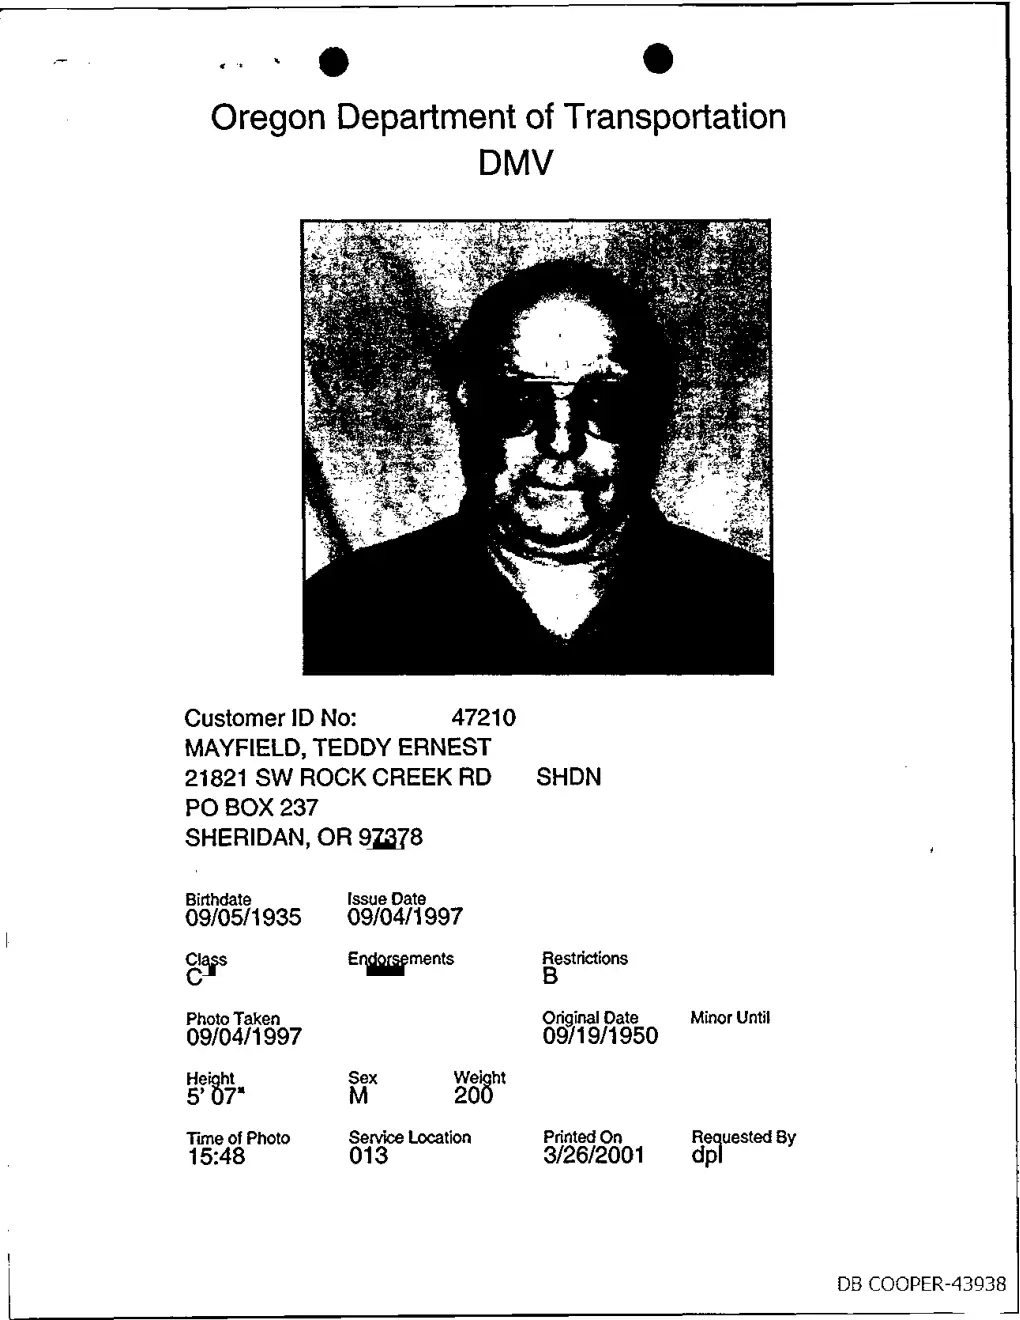 Oregon Department of Transportation
DMV
Customer ID No: 47210
MAYFIELD, TEDDY ERNEST
21821 SW ROCK CREEK RD SHDN
PO BOX 237
SHERIDAN, OR 97378
Birthdate Issue Date
09/05/1935 09/04/1997
Class Endorsements Restrictions
C B
Photo Taken Original Date Minor Until
09/04/1997 09/19/1950
Height Sex Weight
5' 07" M 200
Time of Photo Service Location Printed On Requested By
15:48 013 3/26/2001 dpl
DB COOPER-43938